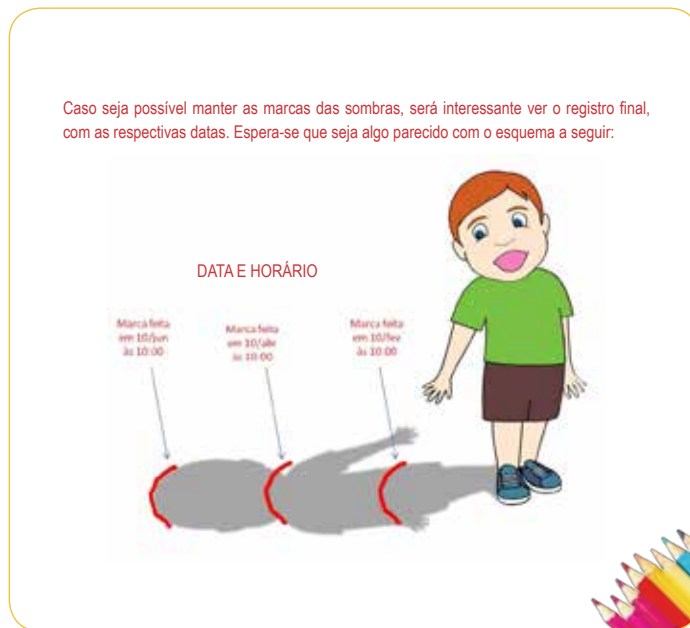 Caso seja possível manter as marcas das sombras, será interessante ver o registro final,
com as respectivas datas. Espera-se que seja algo parecido com o esquema a seguir:
DATA E HORÁRIO
Marca feita
em 10/jun
às 10:00
Marca feita
em 10/abr
às 10:00
Marca feita
em 10/fev
às 10:00